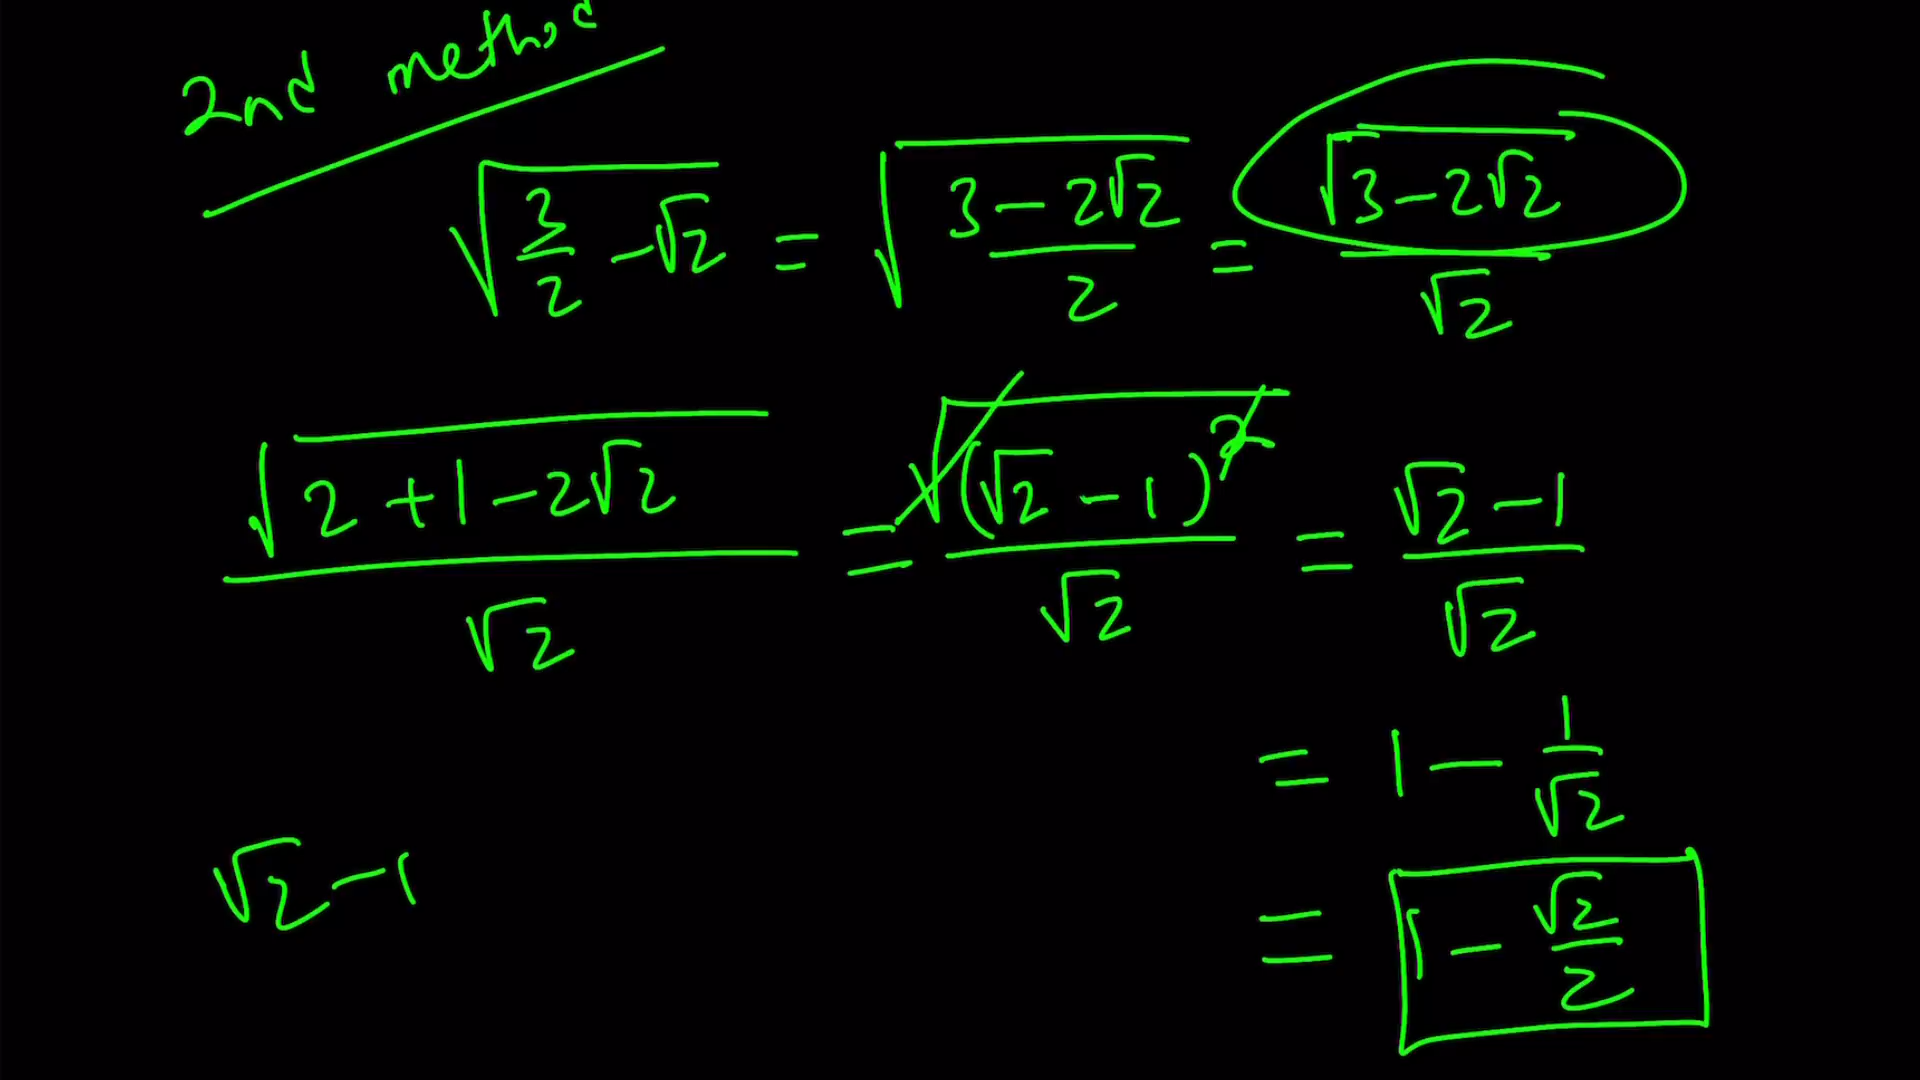 2nd method
√(3/2 − √2) = √((3 − 2√2)/2) = √(3 − 2√2)/√2
√(2 + 1 − 2√2)/√2 = √((√2 − 1)²)/√2 = (√2 − 1)/√2
= 1 − 1/√2
√2 − 1
= 1 − √2/2